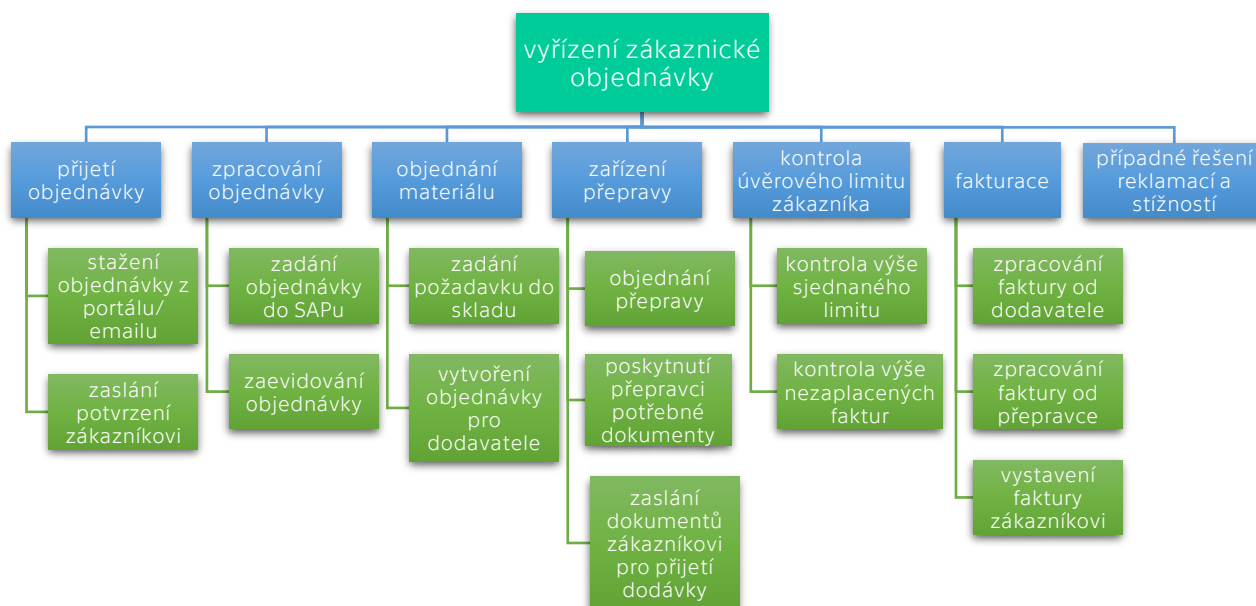 vyřízení zákaznické
objednávky
přijetí
objednávky
zpracování
objednávky
objednání
materiálu
zařízení
přepravy
kontrola
úvěrového limitu
zákazníka
fakturace
případné řešení
reklamací a
stížností
stažení
objednávky z
portálu/
emailu
zaslání
potvrzení
zákazníkovi
zadání
objednávky
do SAPu
zaevidování
objednávky
zadání
požadavku do
skladu
vytvoření
objednávky
pro
dodavatele
objednání
přepravy
poskytnutí
přepravci
potřebné
dokumenty
zaslání
dokumentů
zákazníkovi
pro přijetí
dodávky
kontrola výše
sjednaného
limitu
kontrola výše
nezaplacených
faktur
zpracování
faktury od
dodavatele
zpracování
faktury od
přepravce
vystavení
faktury
zákazníkovi